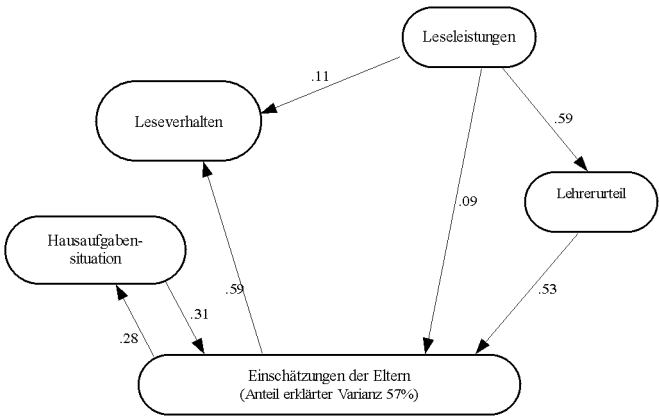 Leseleistungen
.11
Leseverhalten
.59
Lehrerurteil
.09
Hausaufgaben-
situation
.59
.53
.31
.28
Einschätzungen der Eltern
(Anteil erklärter Varianz 57%)